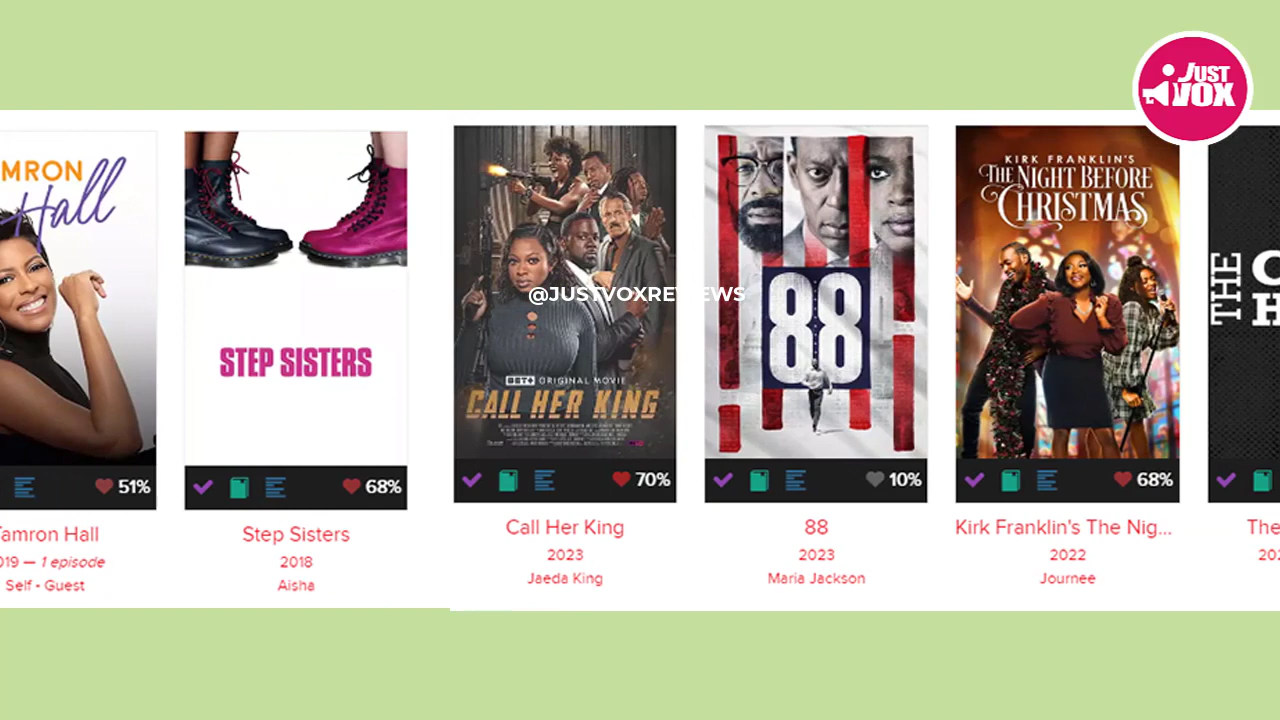 JUST
VOX
MRON
Hall
51%
Tamron Hall
019 — 1 episode
Self • Guest
STEP SISTERS
68%
Step Sisters
2018
Aisha
@JUSTVOXREVIEWS
BET+ ORIGINAL MOVIE
CALL HER KING
70%
Call Her King
2023
Jaeda King
88
10%
88
2023
Maria Jackson
KIRK FRANKLIN'S
THE NIGHT BEFORE
CHRISTMAS
68%
Kirk Franklin's The Nig...
2022
Journee
THE
The
202